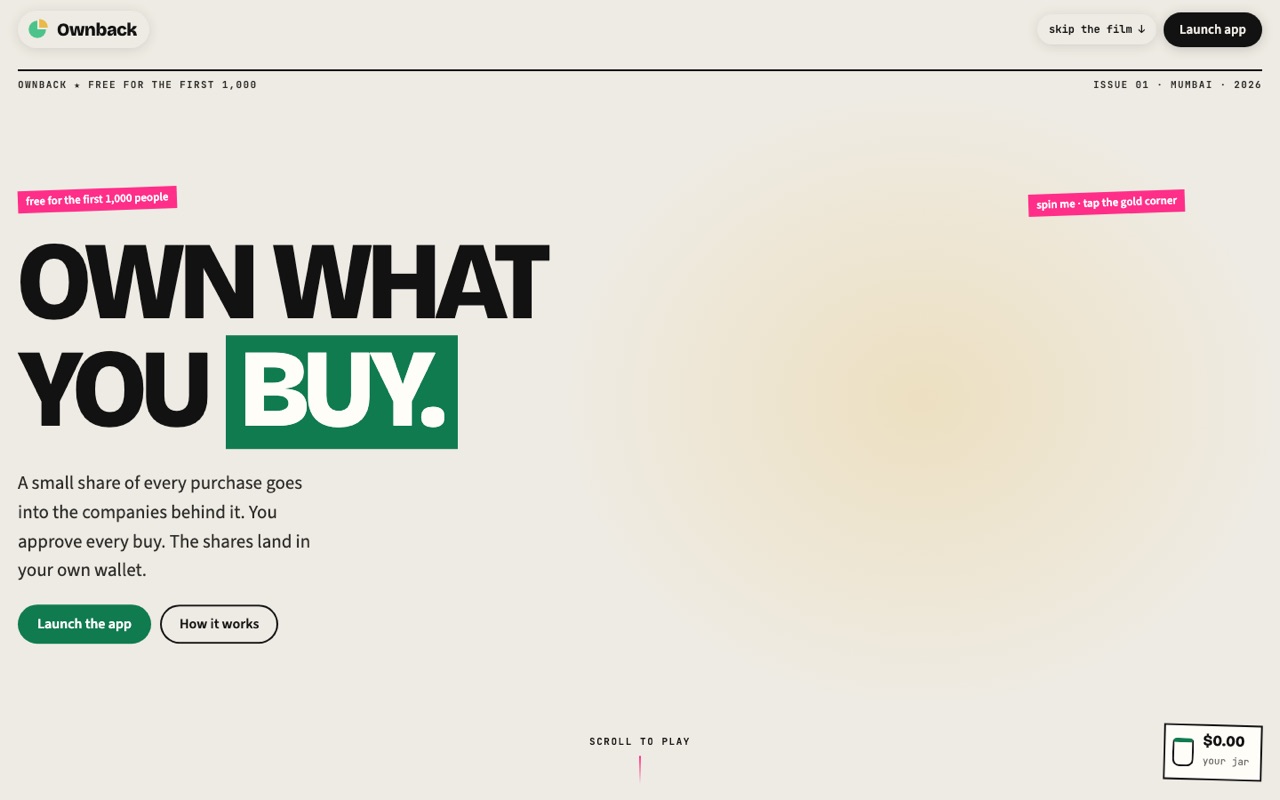 Ownback
skip the film ↓
Launch app
OWNBACK ★ FREE FOR THE FIRST 1,000
ISSUE 01 · MUMBAI · 2026
free for the first 1,000 people
spin me · tap the gold corner
OWN WHAT
YOU BUY.
A small share of every purchase goes
into the companies behind it. You
approve every buy. The shares land in
your own wallet.
Launch the app
How it works
SCROLL TO PLAY
$0.00
your jar